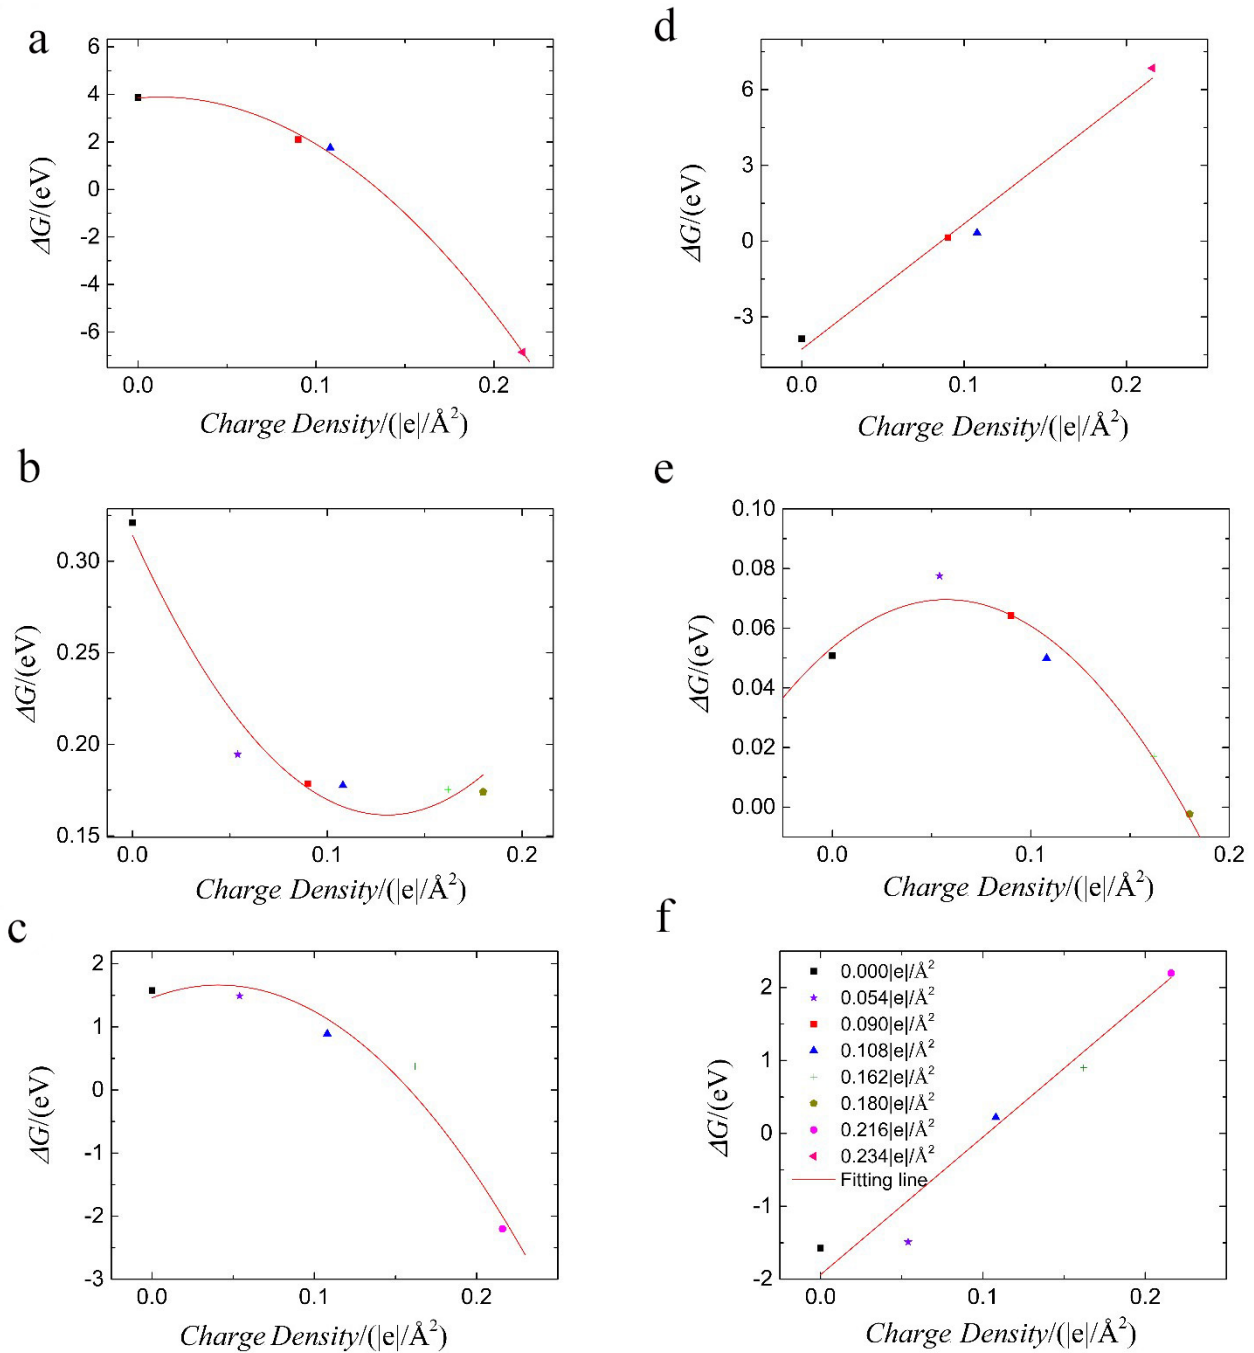 a
6
4
2
0
-2
-4
-6
ΔG/(eV)
0.0
0.1
0.2
Charge Density/(|e|/Å²)
b
0.30
0.25
0.20
0.15
ΔG/(eV)
0.0
0.1
0.2
Charge Density/(|e|/Å²)
c
2
1
0
-1
-2
-3
ΔG/(eV)
0.0
0.1
0.2
Charge Density/(|e|/Å²)
d
6
3
0
-3
ΔG/(eV)
0.0
0.1
0.2
Charge Density/(|e|/Å²)
e
0.10
0.08
0.06
0.04
0.02
0.00
ΔG/(eV)
0.0
0.1
0.2
Charge Density/(|e|/Å²)
f
2
1
0
-1
-2
ΔG/(eV)
0.000|e|/Å²
0.054|e|/Å²
0.090|e|/Å²
0.108|e|/Å²
0.162|e|/Å²
0.180|e|/Å²
0.216|e|/Å²
0.234|e|/Å²
Fitting line
0.0
0.1
0.2
Charge Density/(|e|/Å²)